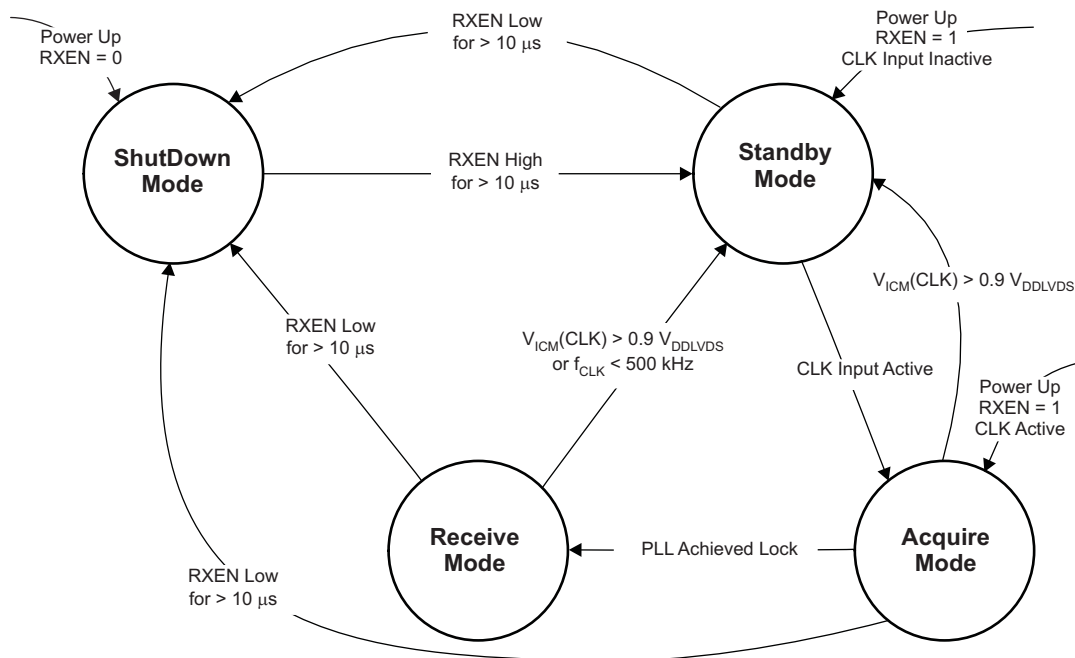 Power Up
RXEN = 0
RXEN Low
for > 10 μs
Power Up
RXEN = 1
CLK Input Inactive
ShutDown
Mode
RXEN High
for > 10 μs
Standby
Mode
RXEN Low
for > 10 μs
V_ICM(CLK) > 0.9 V_DDLVDS
or f_CLK < 500 kHz
V_ICM(CLK) > 0.9 V_DDLVDS
CLK Input Active
Power Up
RXEN = 1
CLK Active
Receive
Mode
PLL Achieved Lock
Acquire
Mode
RXEN Low
for > 10 μs